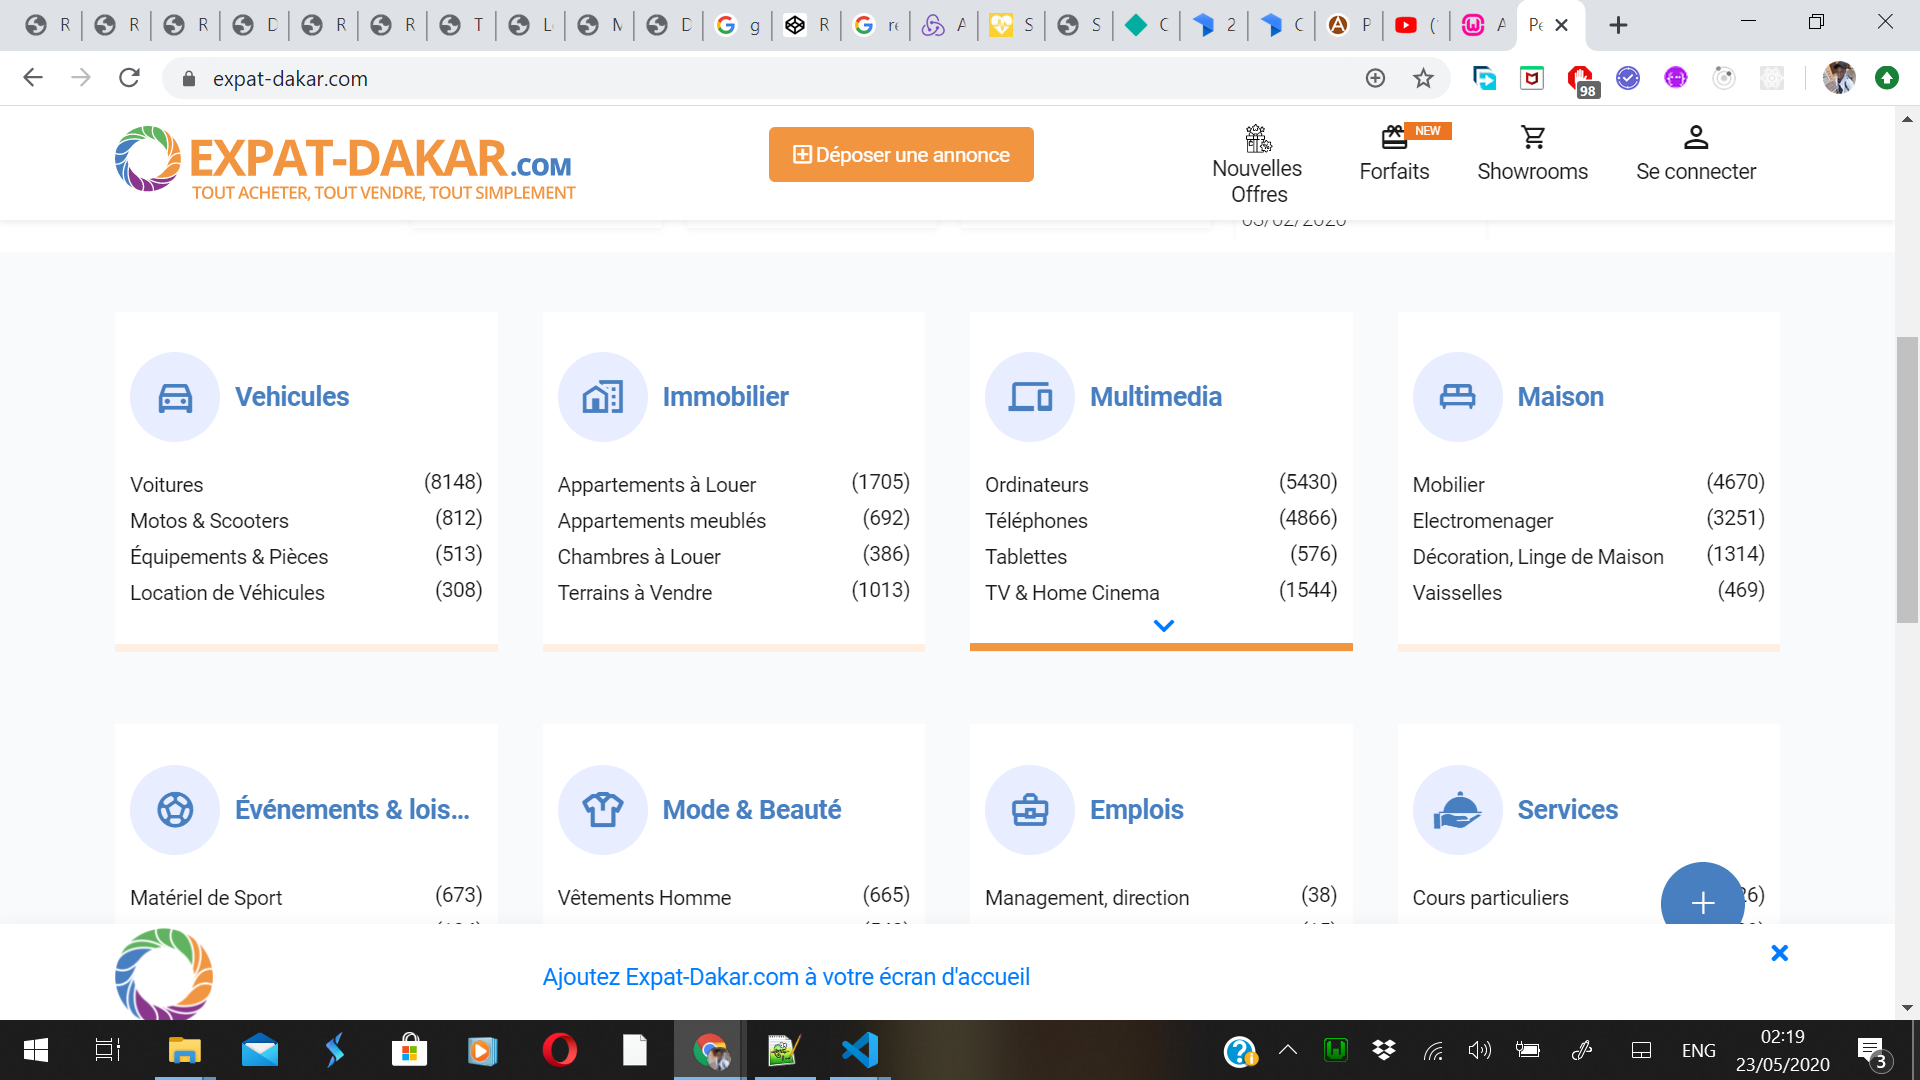 R R R D R R T L M D g R r A S S C 2 C P ( A Pe
expat-dakar.com
98
EXPAT-DAKAR.COM
TOUT ACHETER, TOUT VENDRE, TOUT SIMPLEMENT
Déposer une annonce
Nouvelles
Offres
NEW
Forfaits
Showrooms
Se connecter
03/02/2020
Vehicules
Voitures (8148)
Motos & Scooters (812)
Équipements & Pièces (513)
Location de Véhicules (308)
Immobilier
Appartements à Louer (1705)
Appartements meublés (692)
Chambres à Louer (386)
Terrains à Vendre (1013)
Multimedia
Ordinateurs (5430)
Téléphones (4866)
Tablettes (576)
TV & Home Cinema (1544)
Maison
Mobilier (4670)
Electromenager (3251)
Décoration, Linge de Maison (1314)
Vaisselles (469)
Événements & lois...
Matériel de Sport (673)
Mode & Beauté
Vêtements Homme (665)
Emplois
Management, direction (38)
Services
Cours particuliers
Ajoutez Expat-Dakar.com à votre écran d'accueil
ENG
02:19
23/05/2020
3